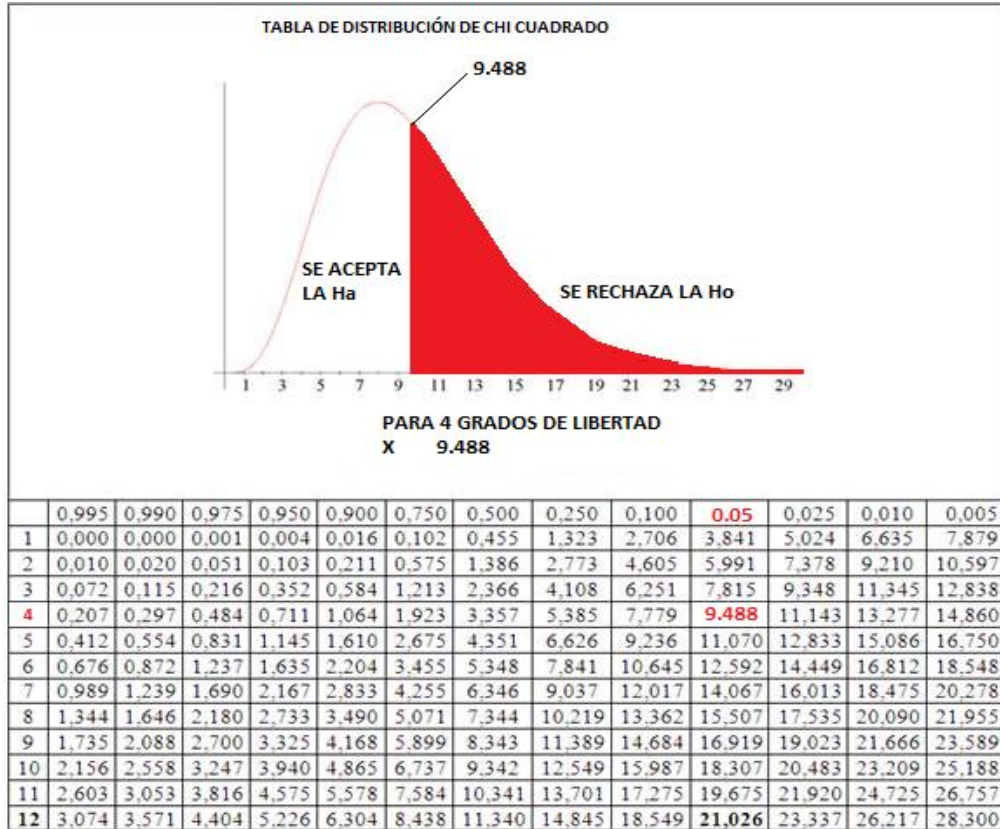 TABLA DE DISTRIBUCIÓN DE CHI CUADRADO
9.488
SE ACEPTA
LA Ha
SE RECHAZA LA Ho
1 3 5 7 9 11 13 15 17 19 21 23 25 27 29
PARA 4 GRADOS DE LIBERTAD
X 9.488
0,995 0,990 0,975 0,950 0,900 0,750 0,500 0,250 0,100 0.05 0,025 0,010 0,005
1 0,000 0,000 0,001 0,004 0,016 0,102 0,455 1,323 2,706 3,841 5,024 6,635 7,879
2 0,010 0,020 0,051 0,103 0,211 0,575 1,386 2,773 4,605 5,991 7,378 9,210 10,597
3 0,072 0,115 0,216 0,352 0,584 1,213 2,366 4,108 6,251 7,815 9,348 11,345 12,838
4 0,207 0,297 0,484 0,711 1,064 1,923 3,357 5,385 7,779 9.488 11,143 13,277 14,860
5 0,412 0,554 0,831 1,145 1,610 2,675 4,351 6,626 9,236 11,070 12,833 15,086 16,750
6 0,676 0,872 1,237 1,635 2,204 3,455 5,348 7,841 10,645 12,592 14,449 16,812 18,548
7 0,989 1,239 1,690 2,167 2,833 4,255 6,346 9,037 12,017 14,067 16,013 18,475 20,278
8 1,344 1,646 2,180 2,733 3,490 5,071 7,344 10,219 13,362 15,507 17,535 20,090 21,955
9 1,735 2,088 2,700 3,325 4,168 5,899 8,343 11,389 14,684 16,919 19,023 21,666 23,589
10 2,156 2,558 3,247 3,940 4,865 6,737 9,342 12,549 15,987 18,307 20,483 23,209 25,188
11 2,603 3,053 3,816 4,575 5,578 7,584 10,341 13,701 17,275 19,675 21,920 24,725 26,757
12 3,074 3,571 4,404 5,226 6,304 8,438 11,340 14,845 18,549 21,026 23,337 26,217 28,300